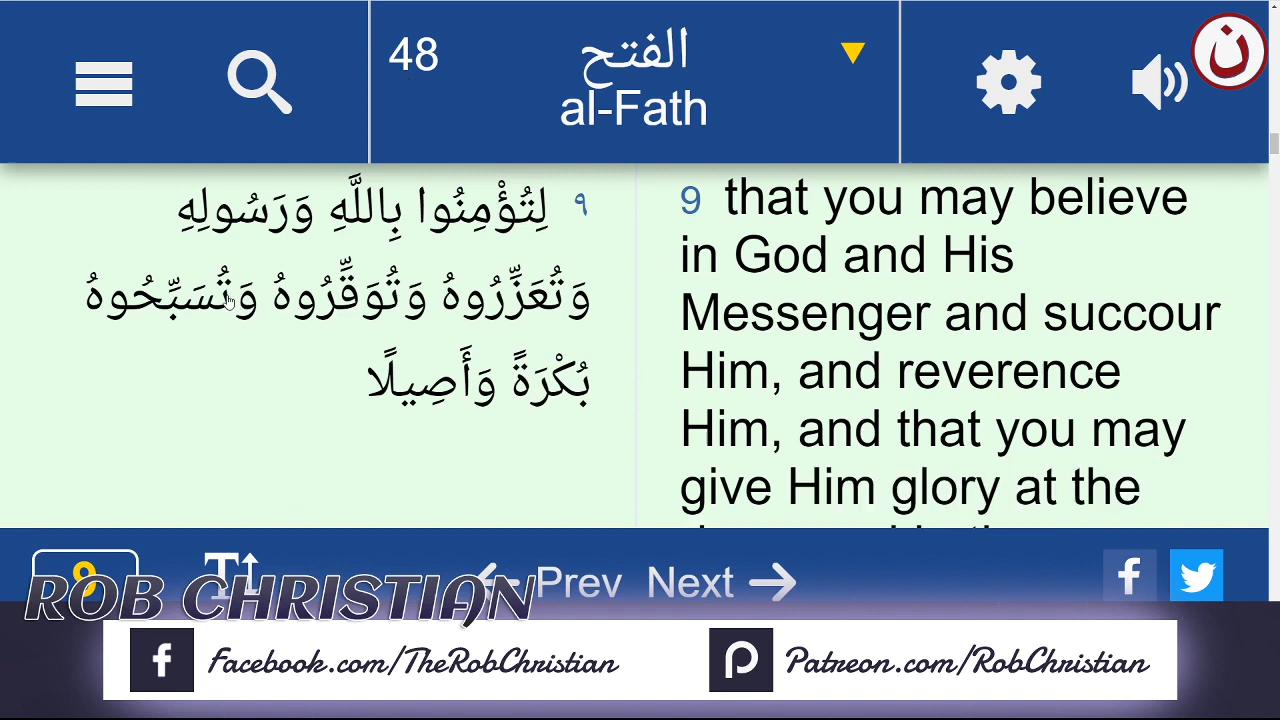 48
الفتح
al-Fath
ن
٩ لِتُؤْمِنُوا بِاللَّهِ وَرَسُولِهِ
وَتُعَزِّرُوهُ وَتُوَقِّرُوهُ وَتُسَبِّحُوهُ
بُكْرَةً وَأَصِيلًا
9 that you may believe
in God and His
Messenger and succour
Him, and reverence
Him, and that you may
give Him glory at the
9
T
Prev Next
f
ROB CHRISTIAN
f Facebook.com/TheRobChristian
Patreon.com/RobChristian